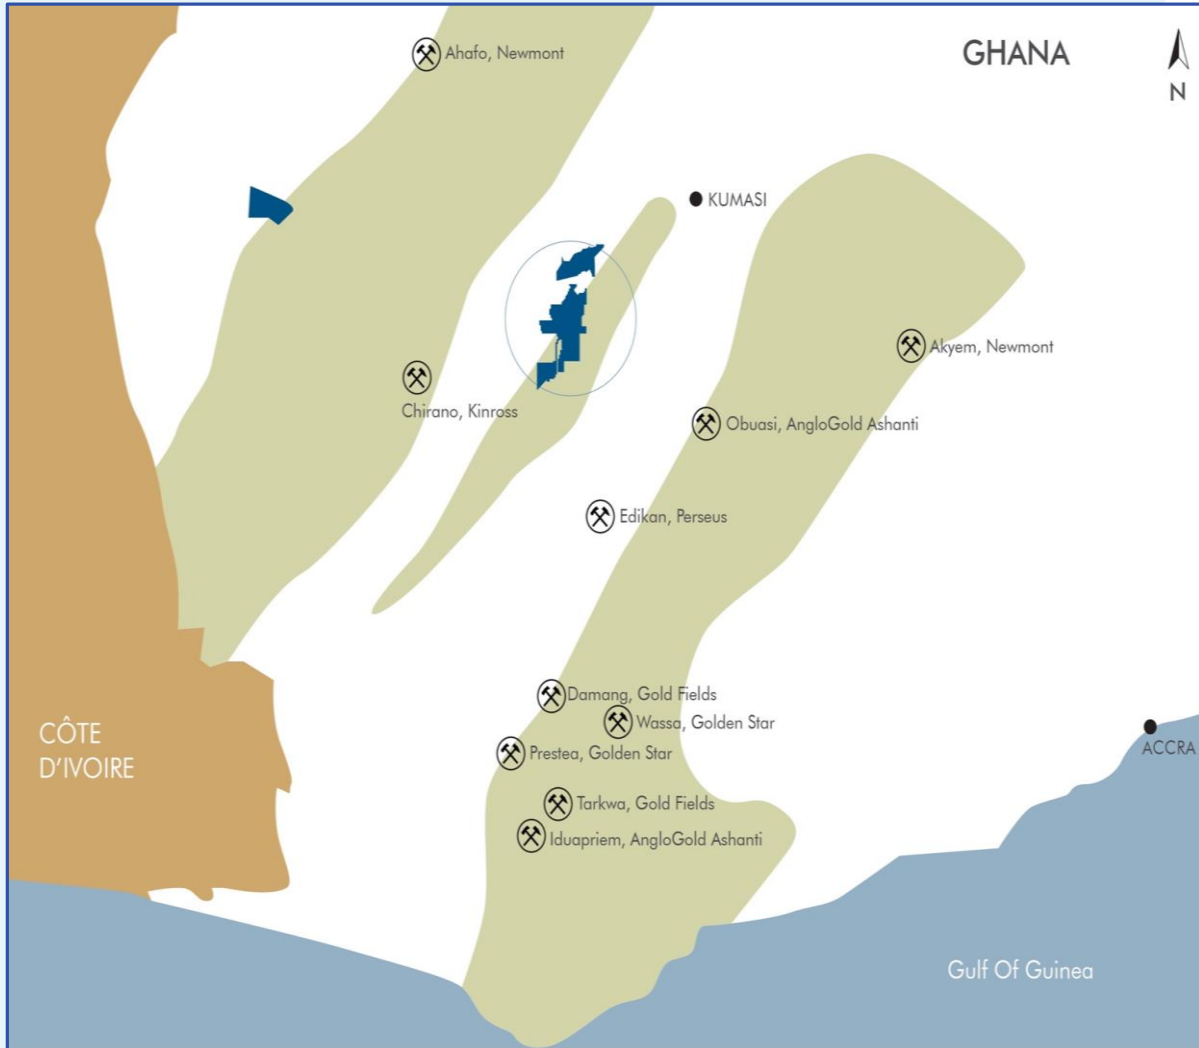 GHANA
N
Ahafo, Newmont
KUMASI
Akyem, Newmont
Chirano, Kinross
Obuasi, AngloGold Ashanti
Edikan, Perseus
Damang, Gold Fields
Wassa, Golden Star
Prestea, Golden Star
CÔTE
D'IVOIRE
ACCRA
Tarkwa, Gold Fields
Iduapriem, AngloGold Ashanti
Gulf Of Guinea